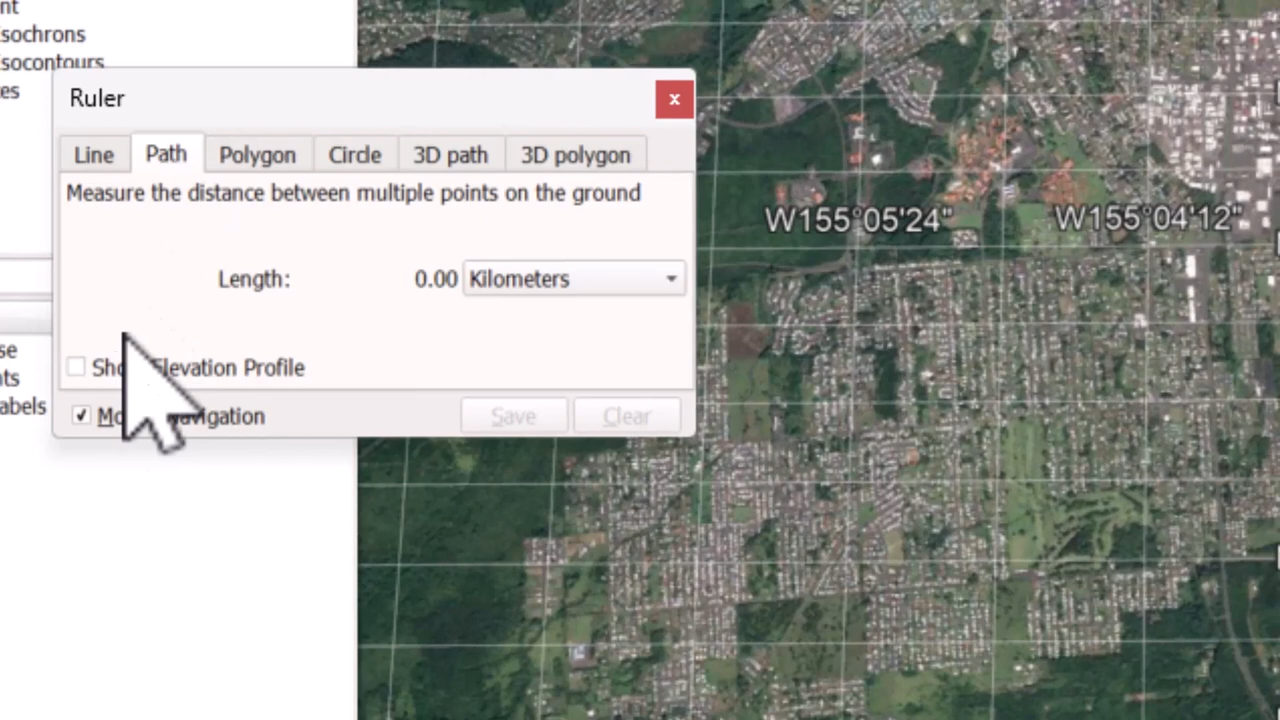 nt
sochrons
socontours
es
Ruler
Line Path Polygon Circle 3D path 3D polygon
Measure the distance between multiple points on the ground
W155°05'24" W155°04'12"
Length: 0.00 Kilometers
se
Elevation Profile
ts
abels
Save Clear